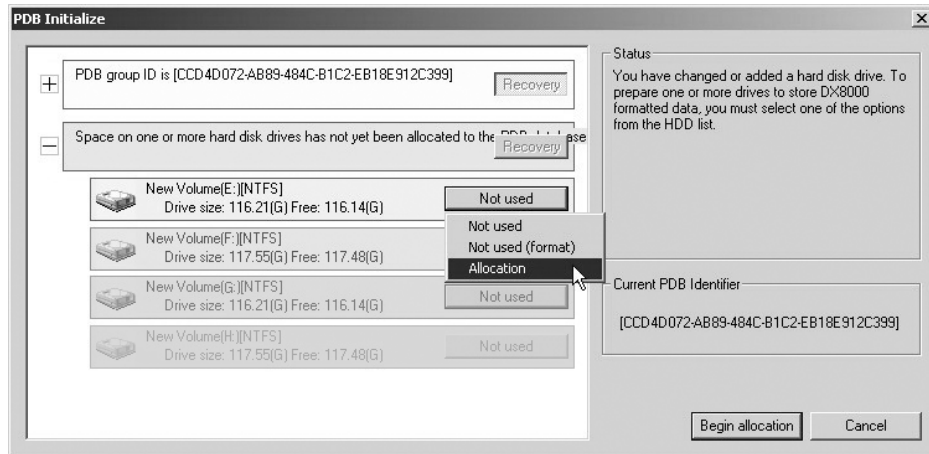 PDB Initialize
PDB group ID is [CCD4D072-AB89-484C-B1C2-EB18E912C399]
Recovery
Space on one or more hard disk drives has not yet been allocated to the PDB database
Recovery
New Volume(E:)[NTFS]
Drive size: 116.21(G) Free: 116.14(G)
Not used
New Volume(F:)[NTFS]
Drive size: 117.55(G) Free: 117.48(G)
New Volume(G:)[NTFS]
Drive size: 116.21(G) Free: 116.14(G)
Not used
New Volume(H:)[NTFS]
Drive size: 117.55(G) Free: 117.48(G)
Not used
Not used
Not used (format)
Allocation
Status
You have changed or added a hard disk drive. To
prepare one or more drives to store DX8000
formatted data, you must select one of the options
from the HDD list.
Current PDB Identifier
[CCD4D072-AB89-484C-B1C2-EB18E912C399]
Begin allocation
Cancel